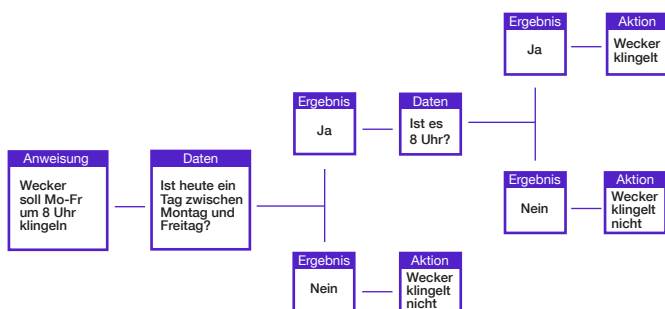 Anweisung
Wecker
soll Mo-Fr
um 8 Uhr
klingeln
Daten
Ist heute ein
Tag zwischen
Montag und
Freitag?
Ergebnis
Ja
Daten
Ist es
8 Uhr?
Ergebnis
Ja
Aktion
Wecker
klingelt
Ergebnis
Nein
Aktion
Wecker
klingelt
nicht
Ergebnis
Nein
Aktion
Wecker
klingelt
nicht